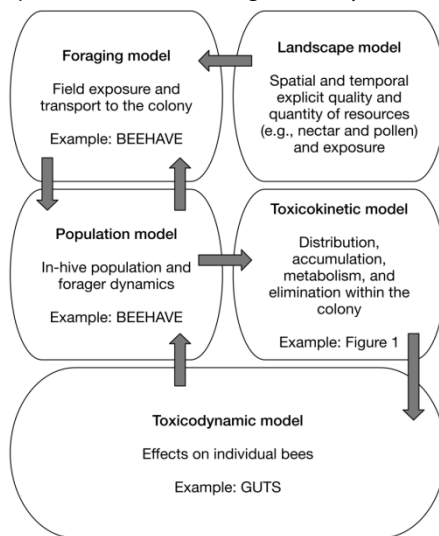 Foraging model
Field exposure and
transport to the colony
Example: BEEHAVE
Landscape model
Spatial and temporal
explicit quality and
quantity of resources
(e.g., nectar and pollen)
and exposure
Population model
In-hive population and
forager dynamics
Example: BEEHAVE
Toxicokinetic model
Distribution,
accumulation,
metabolism, and
elimination within the
colony
Example: Figure 1
Toxicodynamic model
Effects on individual bees
Example: GUTS